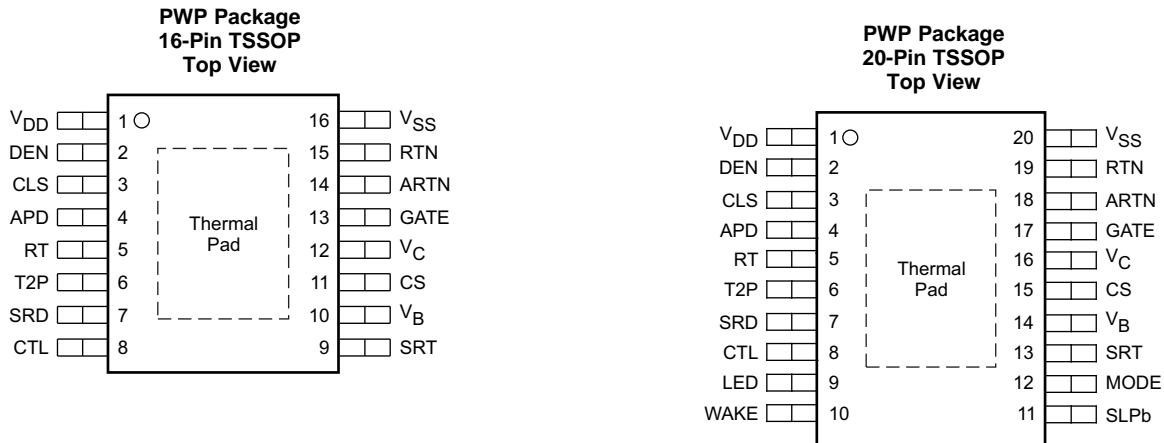 PWP Package
16-Pin TSSOP
Top View
VDD 1 16 VSS
DEN 2 15 RTN
CLS 3 14 ARTN
APD 4 13 GATE
RT 5 12 VC
T2P 6 11 CS
SRD 7 10 VB
CTL 8 9 SRT
Thermal
Pad
PWP Package
20-Pin TSSOP
Top View
VDD 1 20 VSS
DEN 2 19 RTN
CLS 3 18 ARTN
APD 4 17 GATE
RT 5 16 VC
T2P 6 15 CS
SRD 7 14 VB
CTL 8 13 SRT
LED 9 12 MODE
WAKE 10 11 SLPb
Thermal
Pad